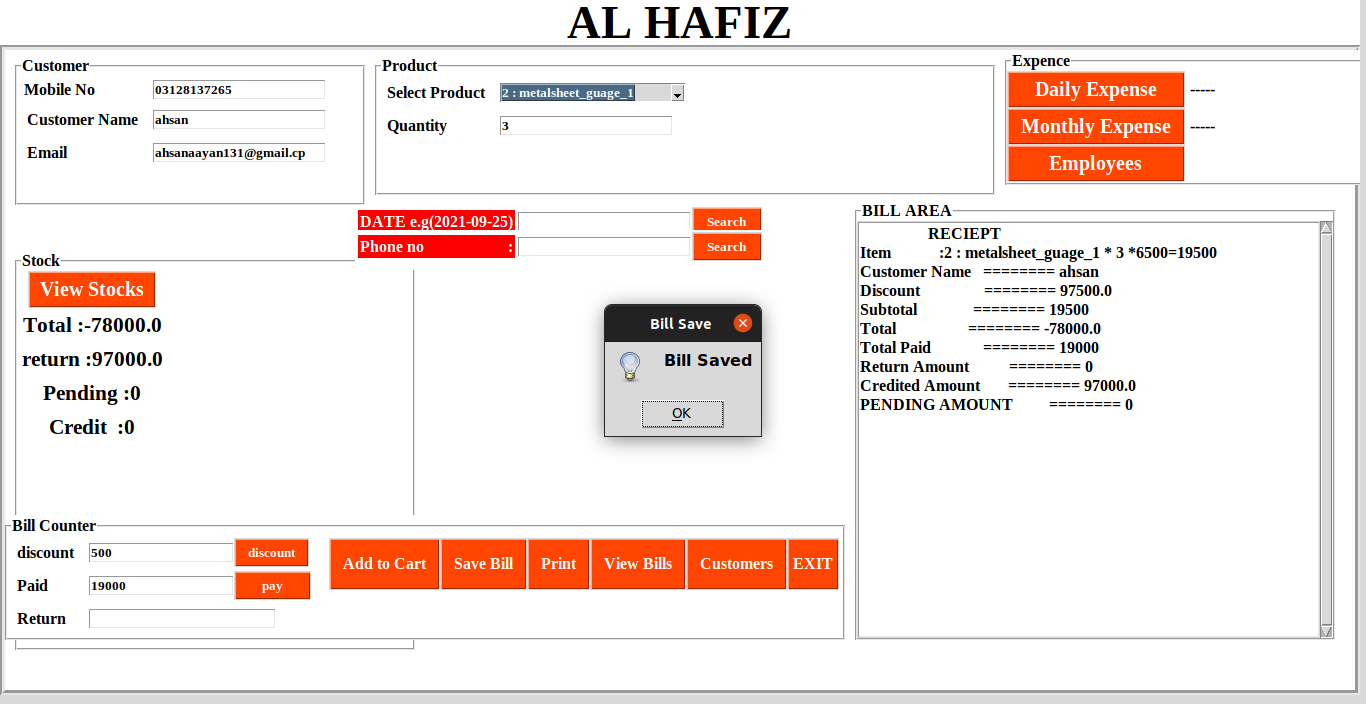 AL HAFIZ
Customer
Mobile No 03128137265
Customer Name ahsan
Email ahsanaayan131@gmail.cp
Product
Select Product 2 : metalsheet_guage_1
Quantity 3
Expence
Daily Expense -----
Monthly Expense -----
Employees
DATE e.g(2021-09-25) Search
Phone no : Search
Stock
View Stocks
Total :-78000.0
return :97000.0
Pending :0
Credit :0
Bill Save
Bill Saved
OK
BILL AREA
RECIEPT
Item :2 : metalsheet_guage_1 * 3 *6500=19500
Customer Name ======== ahsan
Discount ======== 97500.0
Subtotal ======== 19500
Total ======== -78000.0
Total Paid ======== 19000
Return Amount ======== 0
Credited Amount ======== 97000.0
PENDING AMOUNT ======== 0
Bill Counter
discount 500 discount
Paid 19000 pay
Return
Add to Cart Save Bill Print View Bills Customers EXIT